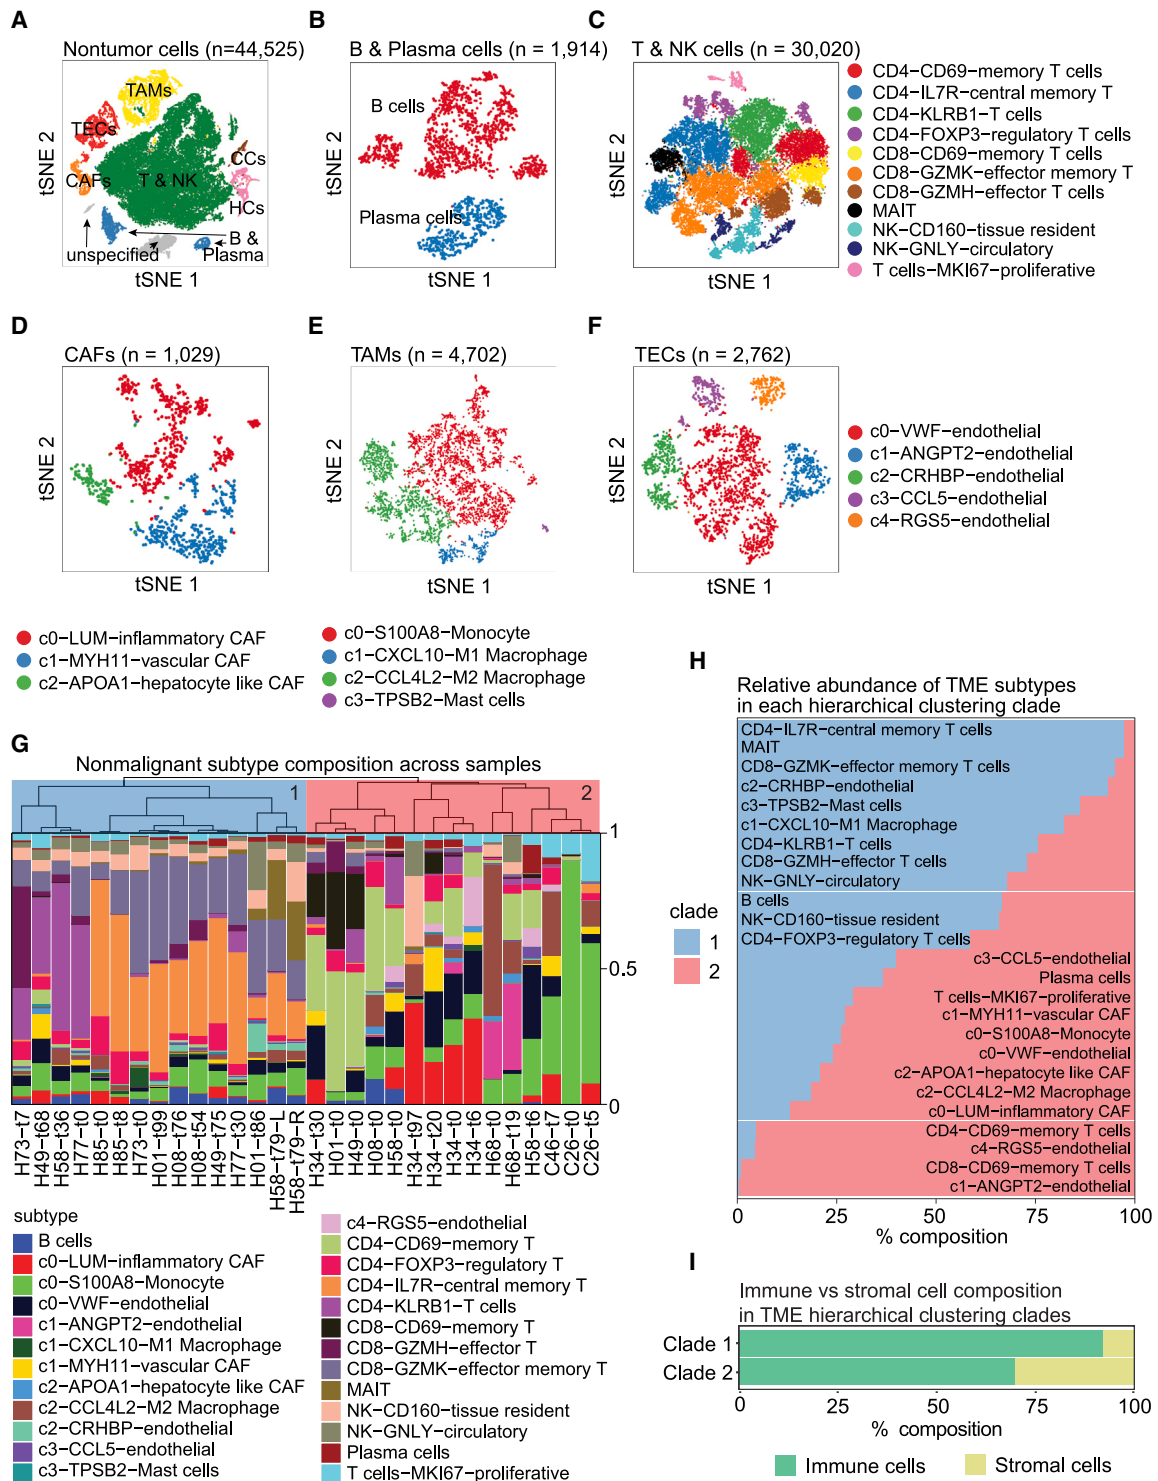 A
Nontumor cells (n=44,525)
TAMs
TECs
CCs
CAFs
T & NK
HCs
B &
unspecified
Plasma
tSNE 2
tSNE 1
B
B & Plasma cells (n = 1,914)
B cells
Plasma cells
tSNE 2
tSNE 1
C
T & NK cells (n = 30,020)
tSNE 2
tSNE 1
CD4−CD69−memory T cells
CD4−IL7R−central memory T
CD4−KLRB1−T cells
CD4−FOXP3−regulatory T cells
CD8−CD69−memory T cells
CD8−GZMK−effector memory T
CD8−GZMH−effector T cells
MAIT
NK−CD160−tissue resident
NK−GNLY−circulatory
T cells−MKI67−proliferative
D
CAFs (n = 1,029)
tSNE 2
tSNE 1
c0−LUM−inflammatory CAF
c1−MYH11−vascular CAF
c2−APOA1−hepatocyte like CAF
E
TAMs (n = 4,702)
tSNE 2
tSNE 1
c0−S100A8−Monocyte
c1−CXCL10−M1 Macrophage
c2−CCL4L2−M2 Macrophage
c3−TPSB2−Mast cells
F
TECs (n = 2,762)
tSNE 2
tSNE 1
c0−VWF−endothelial
c1−ANGPT2−endothelial
c2−CRHBP−endothelial
c3−CCL5−endothelial
c4−RGS5−endothelial
G
Nonmalignant subtype composition across samples
1
2
1
0.5
0
H73−t7
H49−t68
H58−t36
H77−t0
H85−t0
H85−t8
H73−t0
H01−t99
H08−t76
H08−t54
H49−t75
H77−t30
H01−t86
H58−t79−L
H58−t79−R
H34−t30
H01−t0
H49−t0
H08−t0
H58−t0
H34−t97
H34−t20
H34−t0
H34−t6
H68−t0
H68−t19
H58−t6
C46−t7
C26−t0
C26−t5
subtype
B cells
c0−LUM−inflammatory CAF
c0−S100A8−Monocyte
c0−VWF−endothelial
c1−ANGPT2−endothelial
c1−CXCL10−M1 Macrophage
c1−MYH11−vascular CAF
c2−APOA1−hepatocyte like CAF
c2−CCL4L2−M2 Macrophage
c2−CRHBP−endothelial
c3−CCL5−endothelial
c3−TPSB2−Mast cells
c4−RGS5−endothelial
CD4−CD69−memory T
CD4−FOXP3−regulatory T
CD4−IL7R−central memory T
CD4−KLRB1−T cells
CD8−CD69−memory T
CD8−GZMH−effector T
CD8−GZMK−effector memory T
MAIT
NK−CD160−tissue resident
NK−GNLY−circulatory
Plasma cells
T cells−MKI67−proliferative
H
Relative abundance of TME subtypes
in each hierarchical clustering clade
clade
1
2
CD4−IL7R−central memory T cells
MAIT
CD8−GZMK−effector memory T cells
c2−CRHBP−endothelial
c3−TPSB2−Mast cells
c1−CXCL10−M1 Macrophage
CD4−KLRB1−T cells
CD8−GZMH−effector T cells
NK−GNLY−circulatory
B cells
NK−CD160−tissue resident
CD4−FOXP3−regulatory T cells
c3−CCL5−endothelial
Plasma cells
T cells−MKI67−proliferative
c1−MYH11−vascular CAF
c0−S100A8−Monocyte
c0−VWF−endothelial
c2−APOA1−hepatocyte like CAF
c2−CCL4L2−M2 Macrophage
c0−LUM−inflammatory CAF
CD4−CD69−memory T cells
c4−RGS5−endothelial
CD8−CD69−memory T cells
c1−ANGPT2−endothelial
0 50 100
25 75
% composition
I
Immune vs stromal cell composition
in TME hierarchical clustering clades
Clade 1
Clade 2
0 25 50 75 100
% composition
Immune cells
Stromal cells